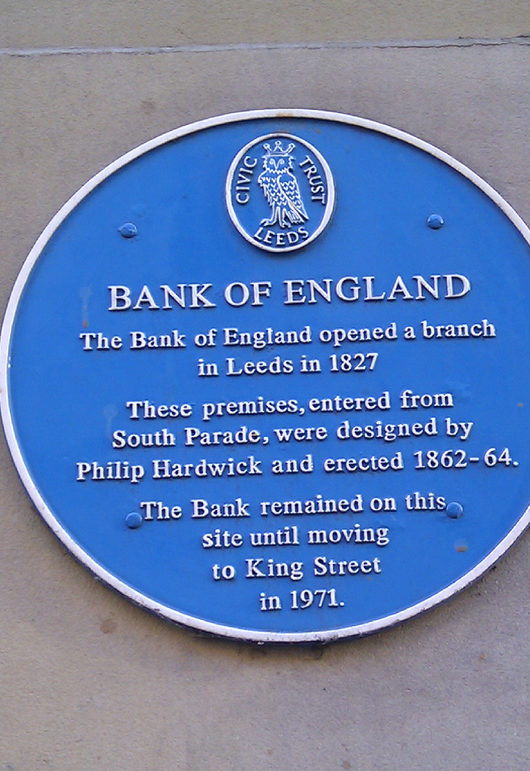 CIVIC TRUST
LEEDS
BANK OF ENGLAND
The Bank of England opened a branch
in Leeds in 1827
These premises, entered from
South Parade, were designed by
Philip Hardwick and erected 1862-64.
The Bank remained on this
site until moving
to King Street
in 1971.